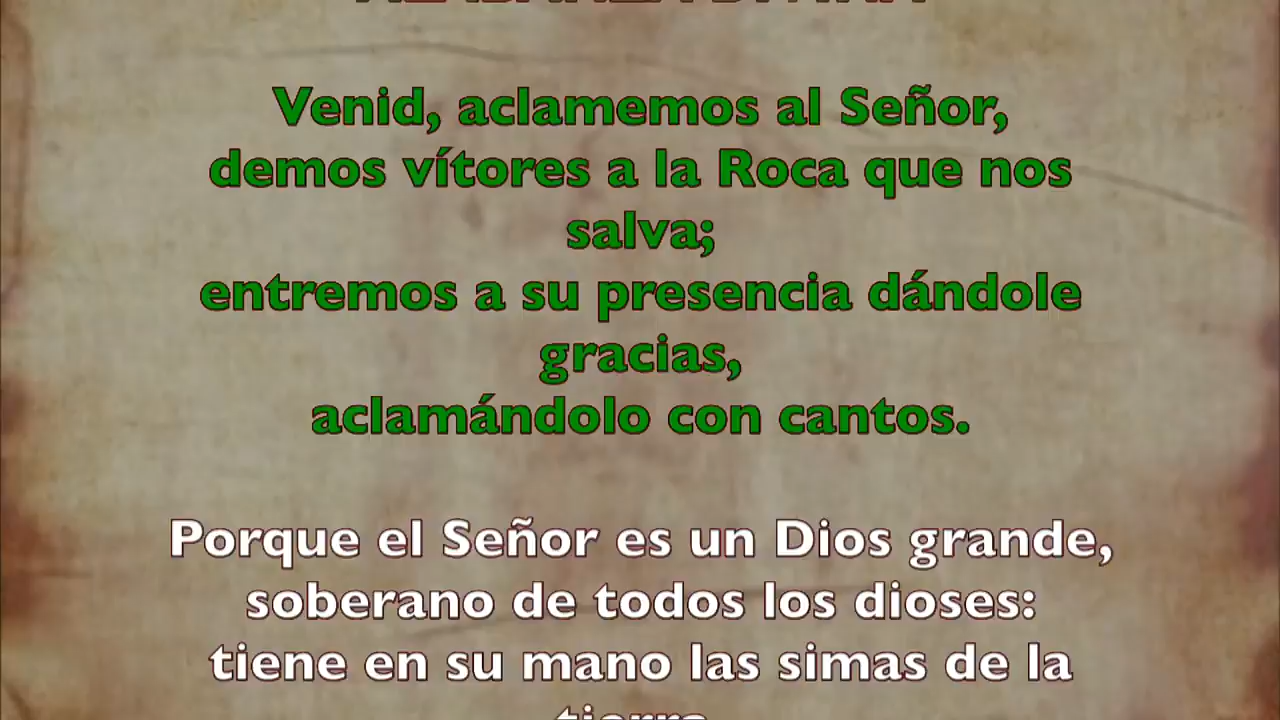 Venid, aclamemos al Señor,
demos vítores a la Roca que nos
salva;
entremos a su presencia dándole
gracias,
aclamándolo con cantos.
Porque el Señor es un Dios grande,
soberano de todos los dioses:
tiene en su mano las simas de la